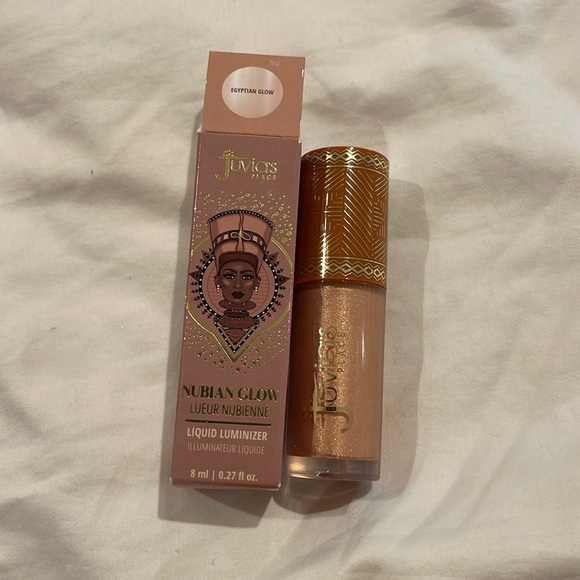 EGYPTIAN GLOW
Juvia's
PLACE
NUBIAN GLOW
LUEUR NUBIENNE
LIQUID LUMINIZER
ILLUMINATEUR LIQUIDE
8 ml | 0.27 fl oz.
Juvia's
PLACE